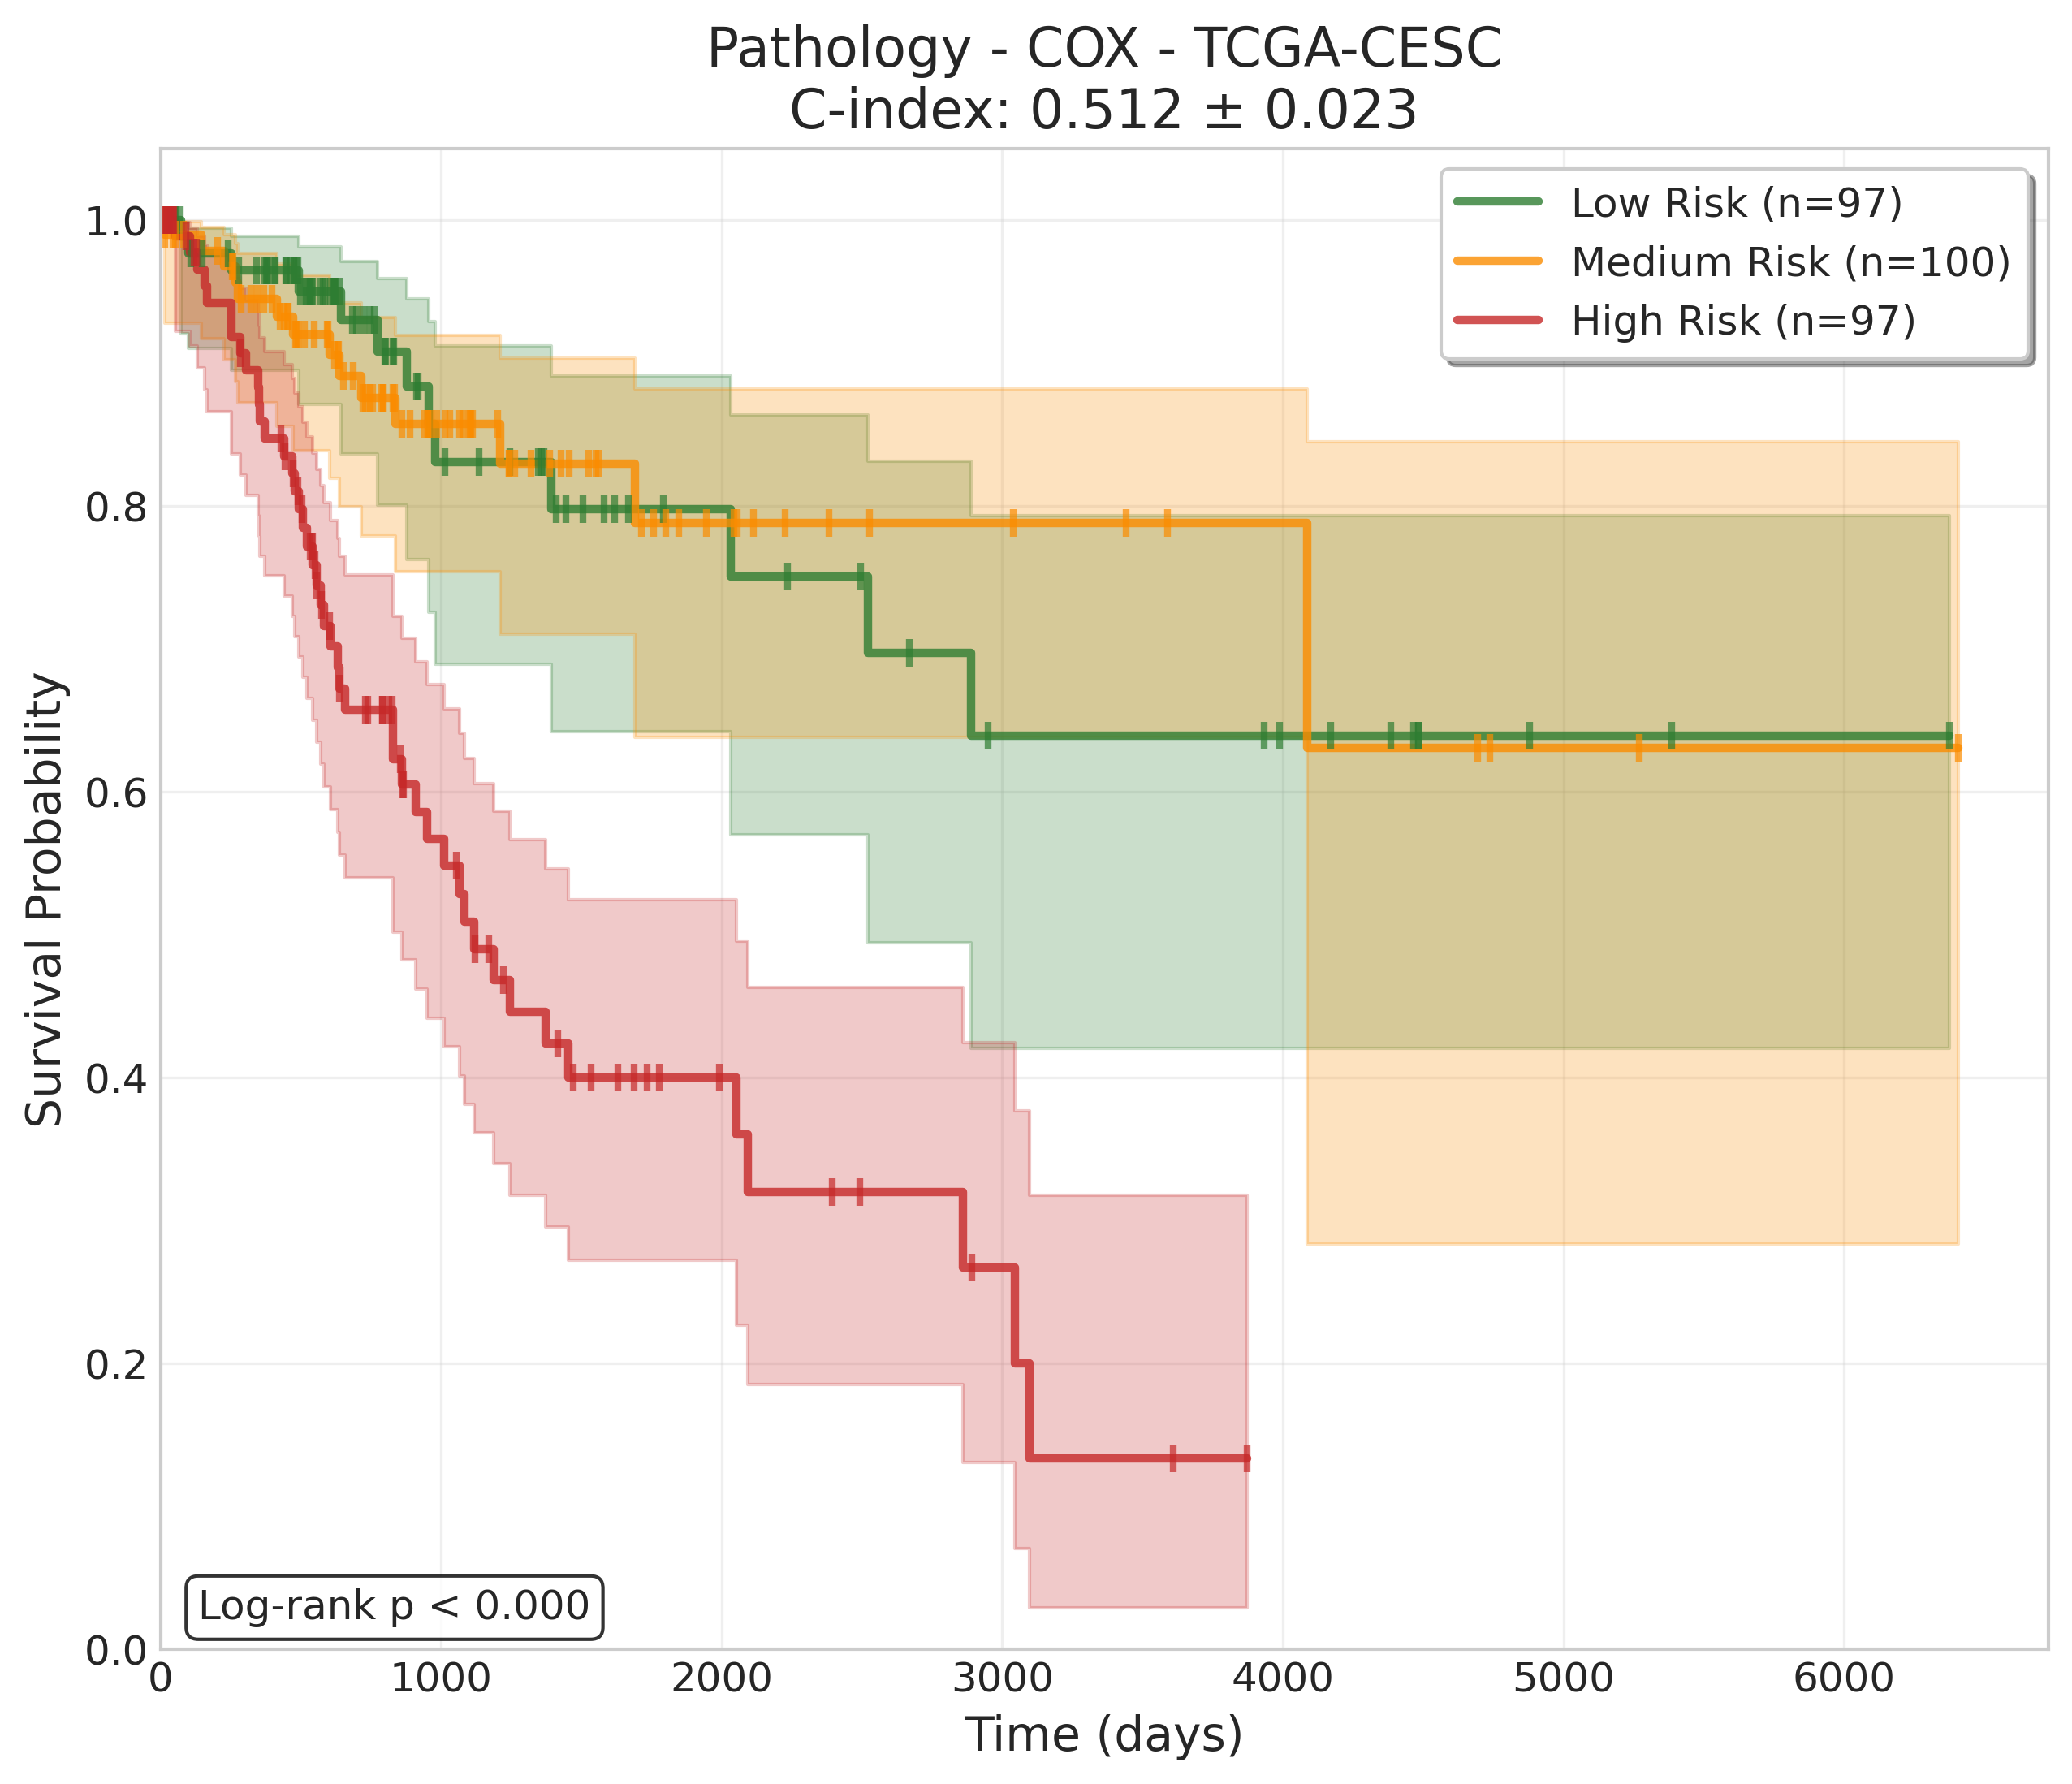 Pathology - COX - TCGA-CESC
C-index: 0.512 ± 0.023
Low Risk (n=97)
Medium Risk (n=100)
High Risk (n=97)
Survival Probability
1.0
0.8
0.6
0.4
0.2
0.0
Log-rank p < 0.000
0 1000 2000 3000 4000 5000 6000
Time (days)